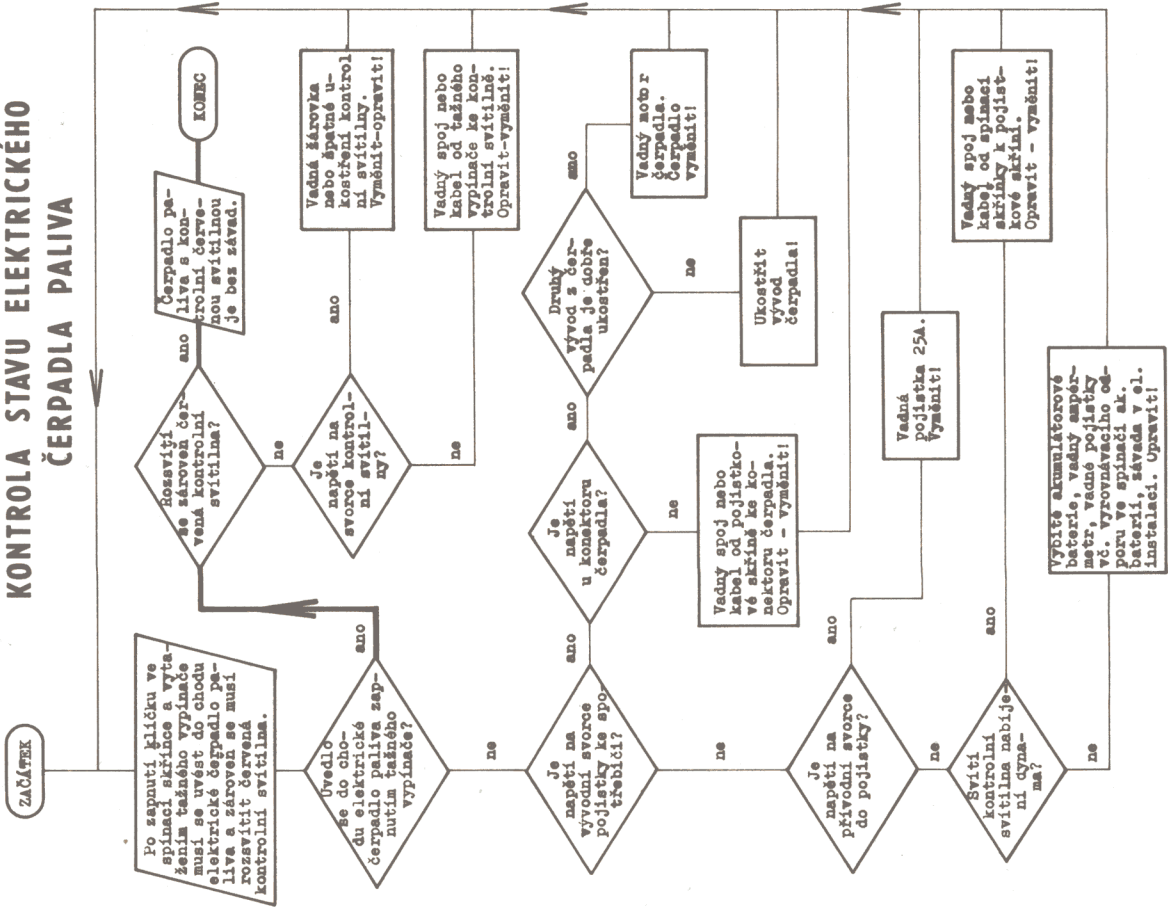 KONTROLA STAVU ELEKTRICKÉHO
ČERPADLA PALIVA
ZAČÁTEK
Po zapnutí klíčku ve
spínací skřínce a vyta-
žením tažného vypínače
musí se uvést do chodu
elektrické čerpadlo pa-
liva a zároven se musí
rozsvítit červená
kontrolní svítilna.
Uvedlo
se do cho-
du elektrické
čerpadlo paliva zap-
nutím tažného
vypínače?
ano
ne
Rozsvítí
se zároven čer-
vená kontrolní
svítilna?
ano
ne
Čerpadlo pa-
liva s kon-
trolní červe-
nou svítilnou
je bez závad.
KONEC
Je
napětí na
svorce kontrol-
ní svítil-
ny?
ano
ne
Vadná žárovka
nebo špatné u-
kostření kontrol
ní svítilny.
Vyměnit-opravit!
Vadný spoj nebo
kabel od tažného
vypínače ke kon-
trolní svítilně.
Opravit-vyměnit!
Je
napětí na
vývodní svorce
pojistky ke spo-
třebiči?
ano
ne
Je
napětí
u konektoru
čerpadla?
ano
ne
Druhý
vývod z čer-
padla je dobře
ukostřen?
ano
ne
Vadný motor
čerpadla.
Čerpadlo
vyměnit!
Ukostřit
vývod
čerpadla!
Vadný spoj nebo
kabel od pojistko-
vé skříně ke ko-
nektoru čerpadla.
Opravit - vyměnit!
Je
napětí na
přívodní svorce
do pojistky?
ano
ne
Vadná
pojistka 25A.
Vyměnit!
Svítí
kontrolní
svítilna nabíje-
ní dyna-
ma?
ano
ne
Vadný spoj nebo
kabel od spínací
skřínky k pojist-
kové skříni.
Opravit - vyměnit!
Vybité akumulátorové
baterie, vadný ampér-
metr, vadné pojistky
vč. vyrovnávacího od-
poru ve spínači ak.
baterií, závada v el.
instalaci. Opravit!